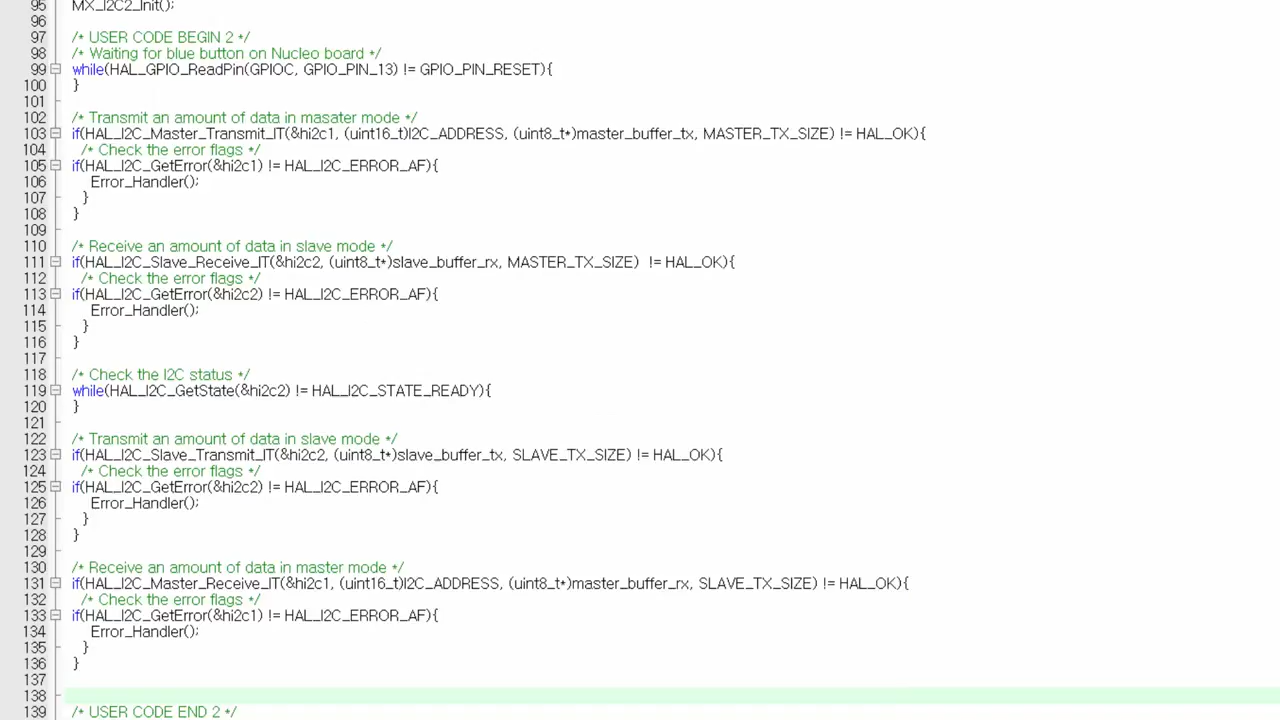 95 MX_I2C2_Init();
96
97 /* USER CODE BEGIN 2 */
98 /* Waiting for blue button on Nucleo board */
99 while(HAL_GPIO_ReadPin(GPIOC, GPIO_PIN_13) != GPIO_PIN_RESET){
100 }
101
102 /* Transmit an amount of data in masater mode */
103 if(HAL_I2C_Master_Transmit_IT(&hi2c1, (uint16_t)I2C_ADDRESS, (uint8_t*)master_buffer_tx, MASTER_TX_SIZE) != HAL_OK){
104 /* Check the error flags */
105 if(HAL_I2C_GetError(&hi2c1) != HAL_I2C_ERROR_AF){
106 Error_Handler();
107 }
108 }
109
110 /* Receive an amount of data in slave mode */
111 if(HAL_I2C_Slave_Receive_IT(&hi2c2, (uint8_t*)slave_buffer_rx, MASTER_TX_SIZE) != HAL_OK){
112 /* Check the error flags */
113 if(HAL_I2C_GetError(&hi2c2) != HAL_I2C_ERROR_AF){
114 Error_Handler();
115 }
116 }
117
118 /* Check the I2C status */
119 while(HAL_I2C_GetState(&hi2c2) != HAL_I2C_STATE_READY){
120 }
121
122 /* Transmit an amount of data in slave mode */
123 if(HAL_I2C_Slave_Transmit_IT(&hi2c2, (uint8_t*)slave_buffer_tx, SLAVE_TX_SIZE) != HAL_OK){
124 /* Check the error flags */
125 if(HAL_I2C_GetError(&hi2c2) != HAL_I2C_ERROR_AF){
126 Error_Handler();
127 }
128 }
129
130 /* Receive an amount of data in master mode */
131 if(HAL_I2C_Master_Receive_IT(&hi2c1, (uint16_t)I2C_ADDRESS, (uint8_t*)master_buffer_rx, SLAVE_TX_SIZE) != HAL_OK){
132 /* Check the error flags */
133 if(HAL_I2C_GetError(&hi2c1) != HAL_I2C_ERROR_AF){
134 Error_Handler();
135 }
136 }
137
138
139 /* USER CODE END 2 */